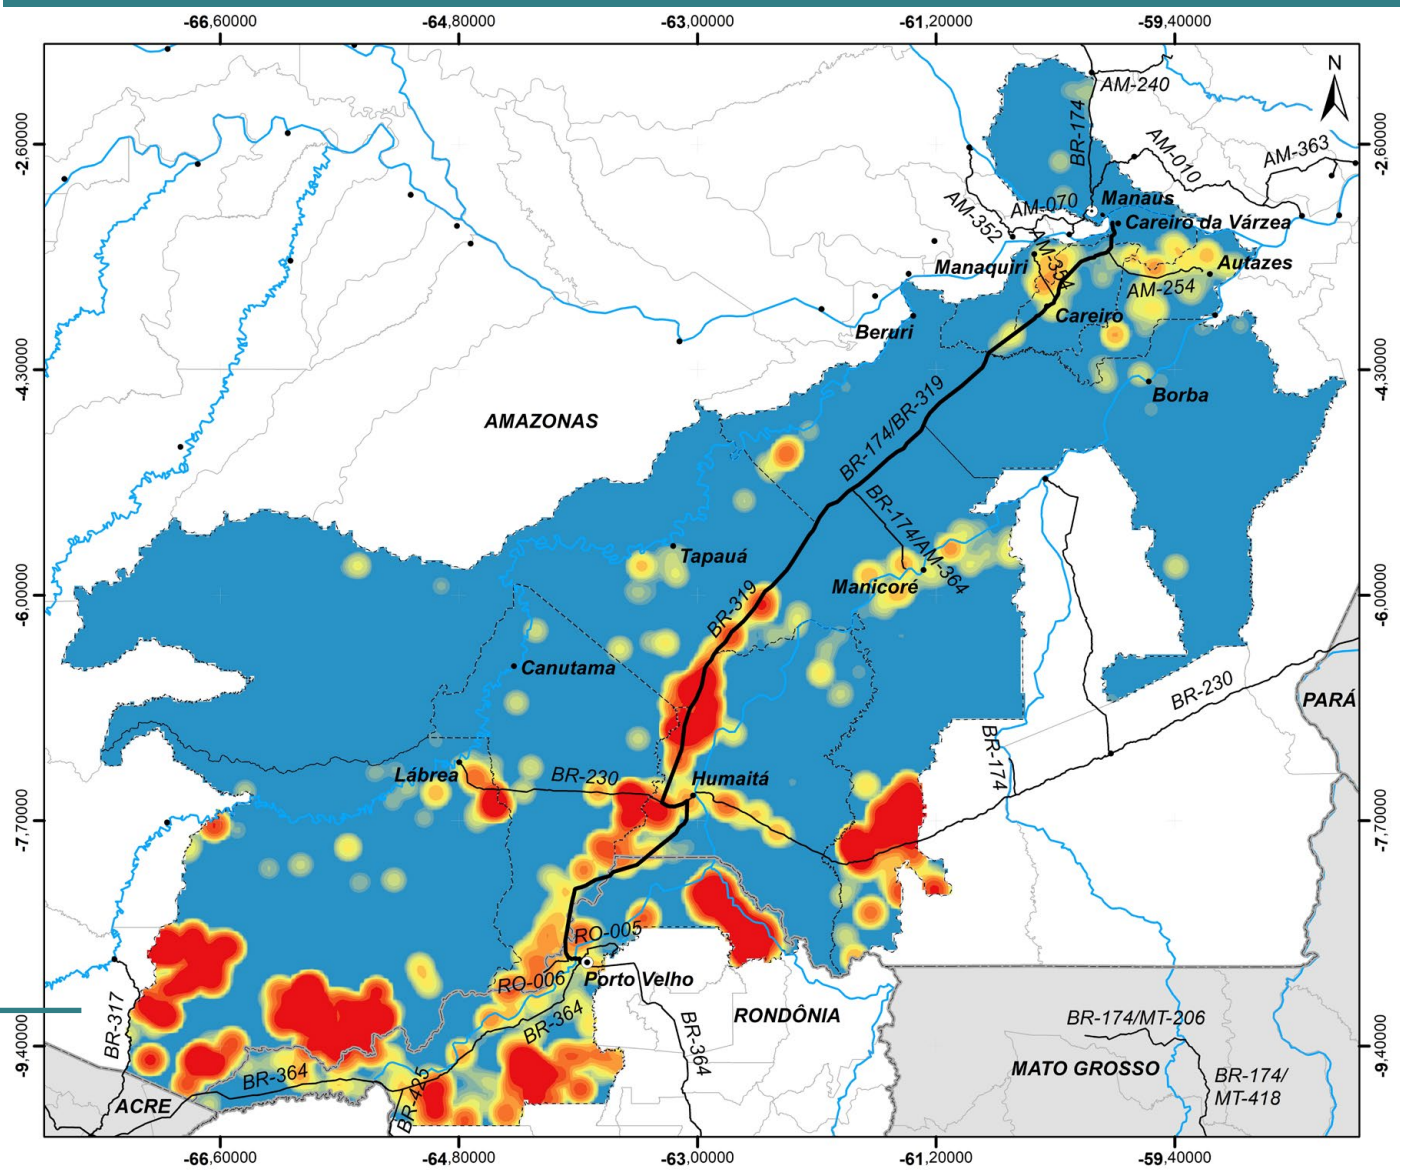 -66,60000
-64,80000
-63,00000
-61,20000
-59,40000
N
AM-240
BR-174
-2,60000
-2,60000
AM-010
AM-363
AM-352
AM-070
Manaus
Careiro da Várzea
AM-354
Manaquiri
Autazes
AM-254
Careiro
Beruri
-4,30000
-4,30000
Borba
AMAZONAS
BR-174/BR-319
BR-174/AM-364
Tapauá
Manicoré
-6,00000
-6,00000
BR-319
Canutama
BR-230
PARÁ
BR-174
Lábrea
BR-230
Humaitá
-7,70000
-7,70000
RO-005
RO-006
Porto Velho
BR-317
BR-364
BR-364
RONDÔNIA
BR-174/MT-206
-9,40000
-9,40000
MATO GROSSO
BR-364
BR-425
BR-174/
MT-418
ACRE
-66,60000
-64,80000
-63,00000
-61,20000
-59,40000